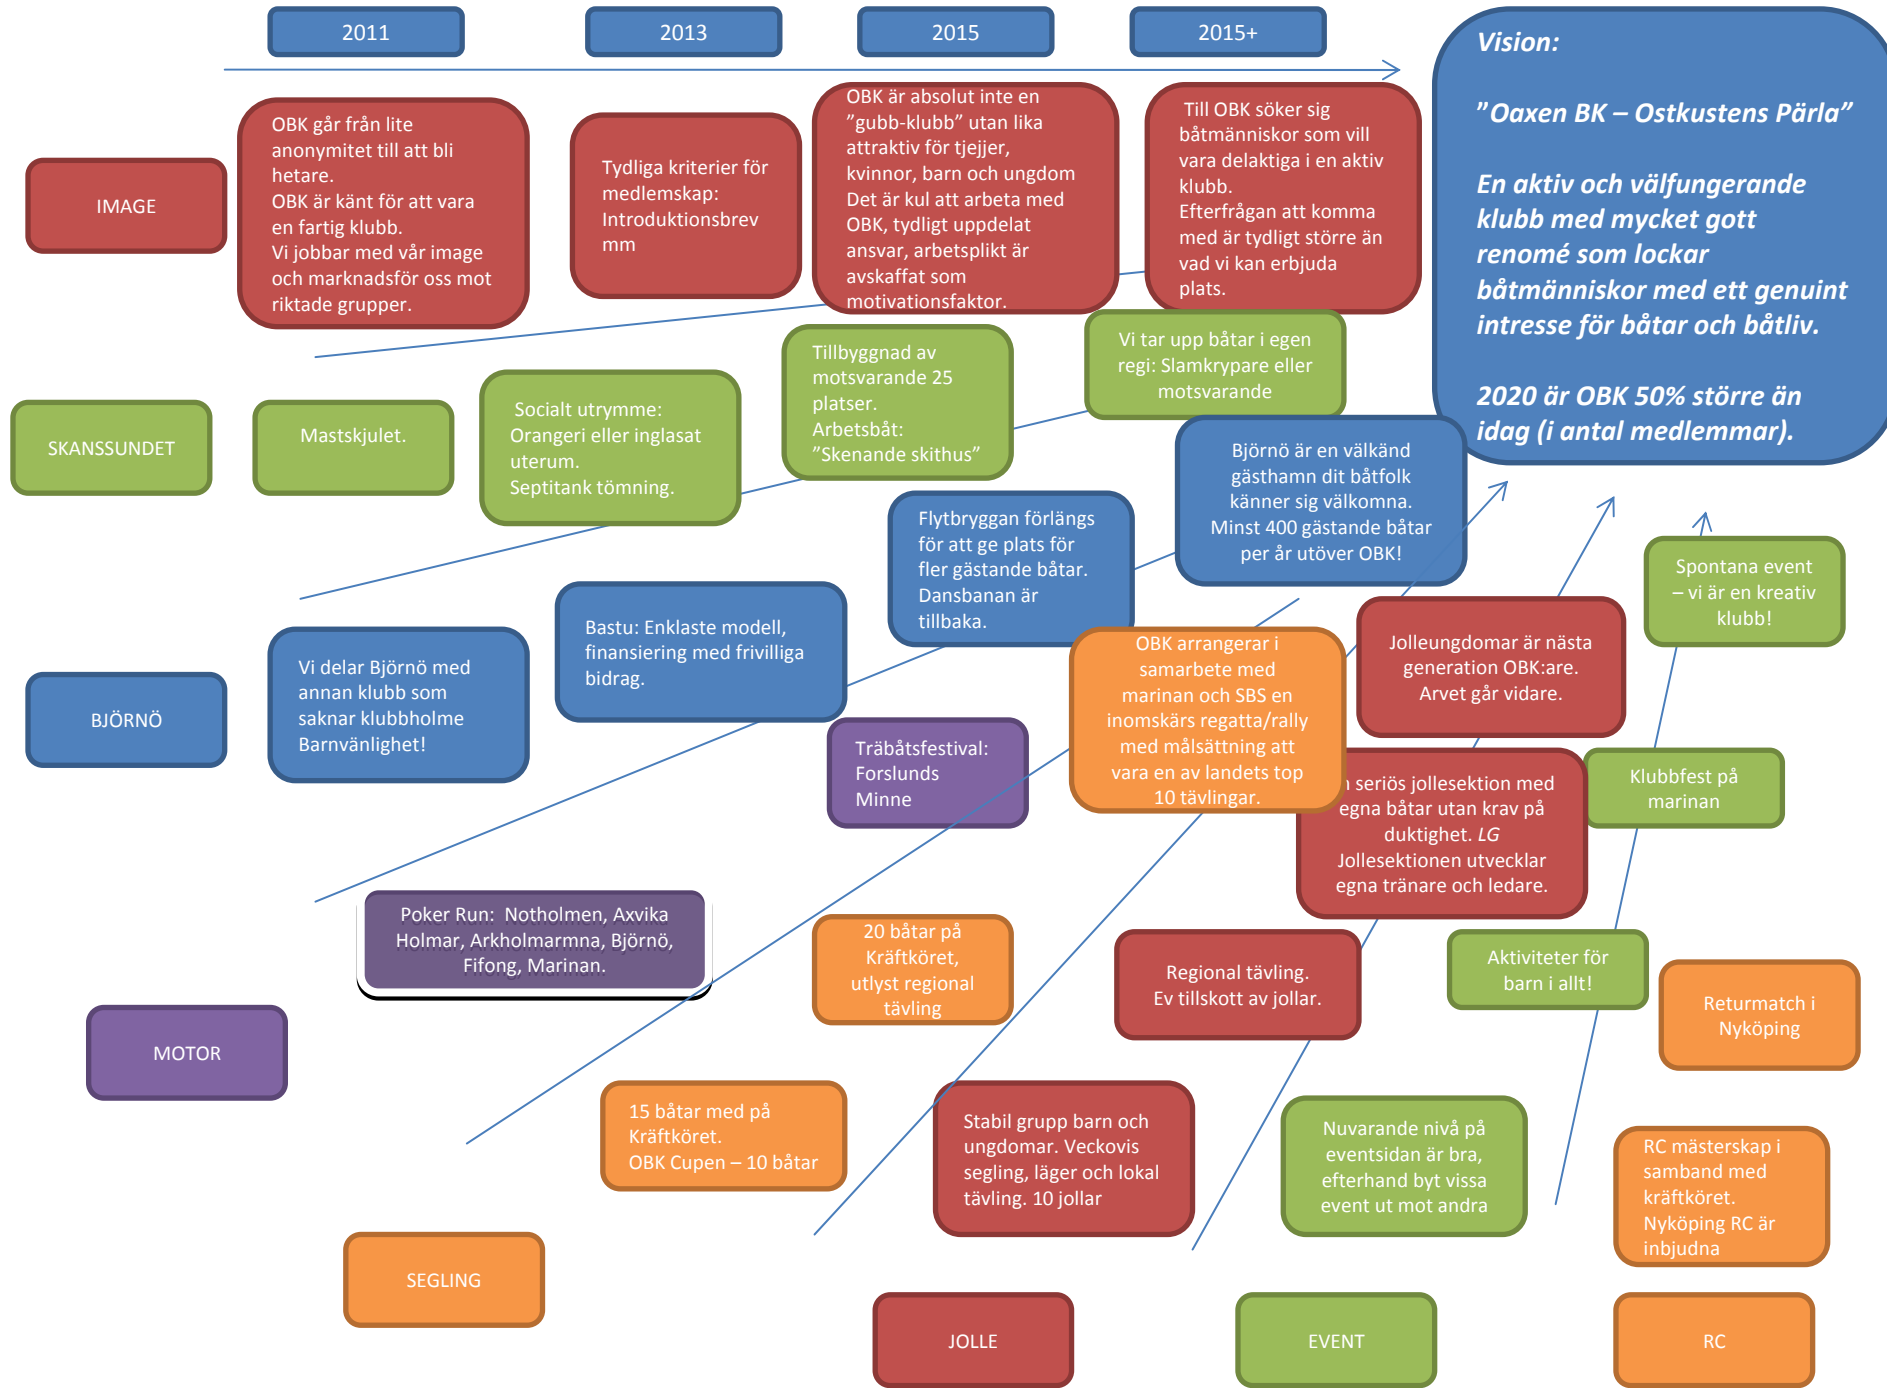 2011
2013
2015
2015+
Vision:
"Oaxen BK – Ostkustens Pärla"
En aktiv och välfungerande
klubb med mycket gott
renomé som lockar
båtmänniskor med ett genuint
intresse för båtar och båtliv.
2020 är OBK 50% större än
idag (i antal medlemmar).
IMAGE
OBK går från lite
anonymitet till att bli
hetare.
OBK är känt för att vara
en fartig klubb.
Vi jobbar med vår image
och marknadsför oss mot
riktade grupper.
Tydliga kriterier för
medlemskap:
Introduktionsbrev
mm
OBK är absolut inte en
"gubb-klubb" utan lika
attraktiv för tjejjer,
kvinnor, barn och ungdom
Det är kul att arbeta med
OBK, tydligt uppdelat
ansvar, arbetsplikt är
avskaffat som
motivationsfaktor.
Till OBK söker sig
båtmänniskor som vill
vara delaktiga i en aktiv
klubb.
Efterfrågan att komma
med är tydligt större än
vad vi kan erbjuda
plats.
SKANSSUNDET
Mastskjulet.
Socialt utrymme:
Orangeri eller inglasat
uterum.
Septitank tömning.
Tillbyggnad av
motsvarande 25
platser.
Arbetsbåt:
"Skenande skithus"
Vi tar upp båtar i egen
regi: Slamkrypare eller
motsvarande
BJÖRNÖ
Vi delar Björnö med
annan klubb som
saknar klubbholme
Barnvänlighet!
Bastu: Enklaste modell,
finansiering med frivilliga
bidrag.
Flytbryggan förlängs
för att ge plats för
fler gästande båtar.
Dansbanan är
tillbaka.
Björnö är en välkänd
gästhamn dit båtfolk
känner sig välkomna.
Minst 400 gästande båtar
per år utöver OBK!
MOTOR
Poker Run: Notholmen, Axvika
Holmar, Arkholmarmna, Björnö,
Fifong, Marinan.
Träbåtsfestival:
Forslunds
Minne
SEGLING
15 båtar med på
Kräftköret.
OBK Cupen – 10 båtar
20 båtar på
Kräftköret,
utlyst regional
tävling
OBK arrangerar i
samarbete med
marinan och SBS en
inomskärs regatta/rally
med målsättning att
vara en av landets top
10 tävlingar.
JOLLE
Stabil grupp barn och
ungdomar. Veckovis
segling, läger och lokal
tävling. 10 jollar
Regional tävling.
Ev tillskott av jollar.
seriös jollesektion med
egna båtar utan krav på
duktighet. LG
Jollesektionen utvecklar
egna tränare och ledare.
Jolleungdomar är nästa
generation OBK:are.
Arvet går vidare.
EVENT
Nuvarande nivå på
eventsidan är bra,
efterhand byt vissa
event ut mot andra
Aktiviteter för
barn i allt!
Klubbfest på
marinan
Spontana event
– vi är en kreativ
klubb!
RC
RC mästerskap i
samband med
kräftköret.
Nyköping RC är
inbjudna
Returmatch i
Nyköping